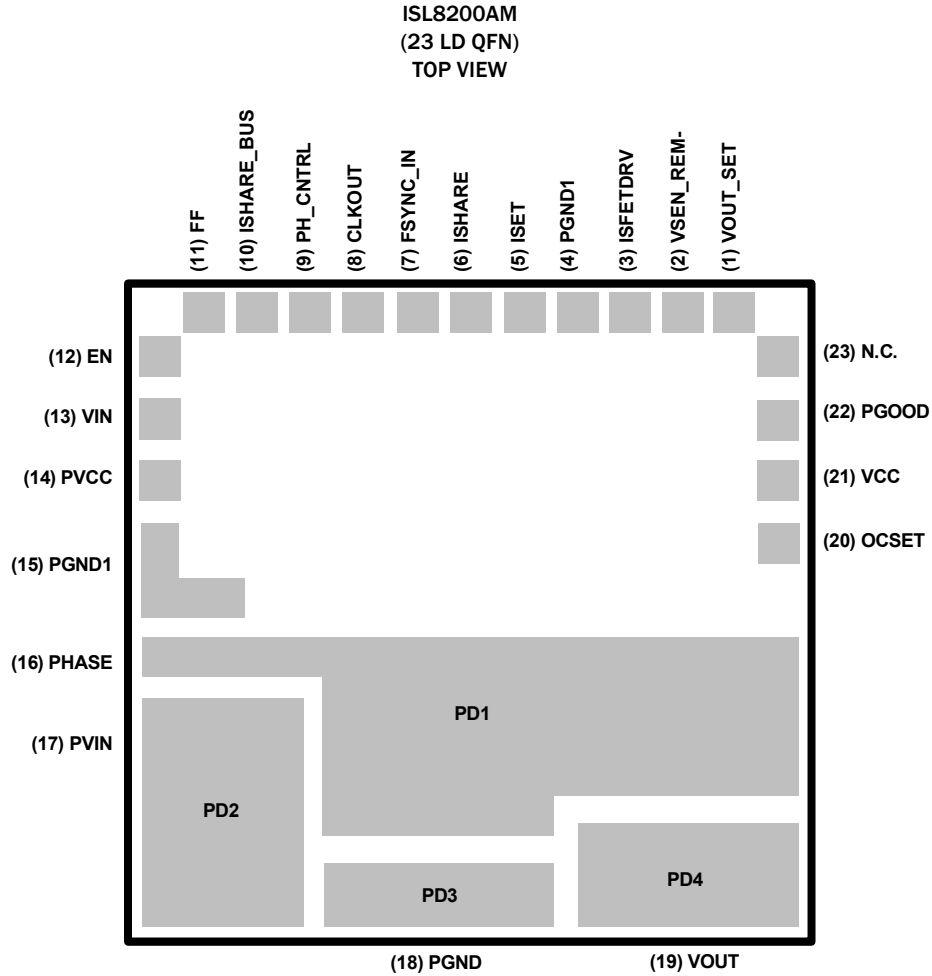 ISL8200AM
(23 LD QFN)
TOP VIEW
(11) FF
(10) ISHARE_BUS
(9) PH_CNTRL
(8) CLKOUT
(7) FSYNC_IN
(6) ISHARE
(5) ISET
(4) PGND1
(3) ISFETDRV
(2) VSEN_REM-
(1) VOUT_SET
(12) EN
(23) N.C.
(13) VIN
(22) PGOOD
(14) PVCC
(21) VCC
(15) PGND1
(20) OCSET
(16) PHASE
PD1
(17) PVIN
PD2
PD4
PD3
(18) PGND
(19) VOUT